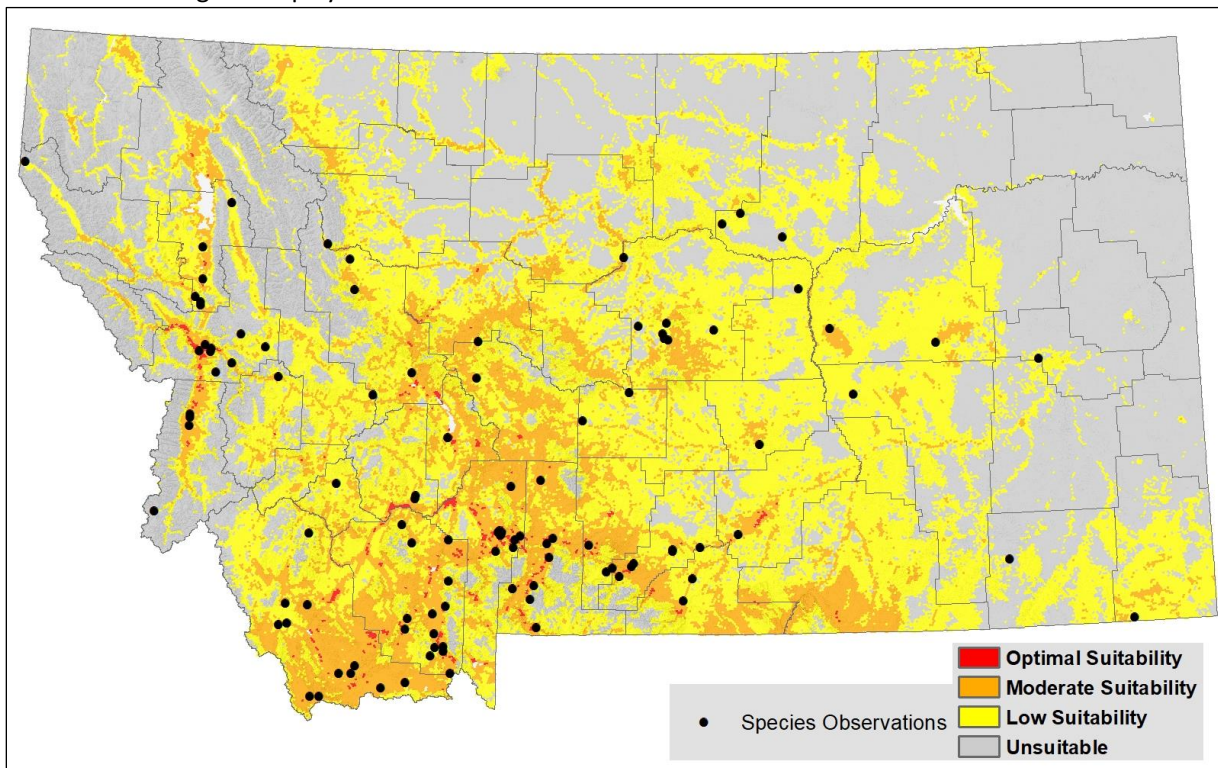 Optimal Suitability
Moderate Suitability
Species Observations
Low Suitability
Unsuitable